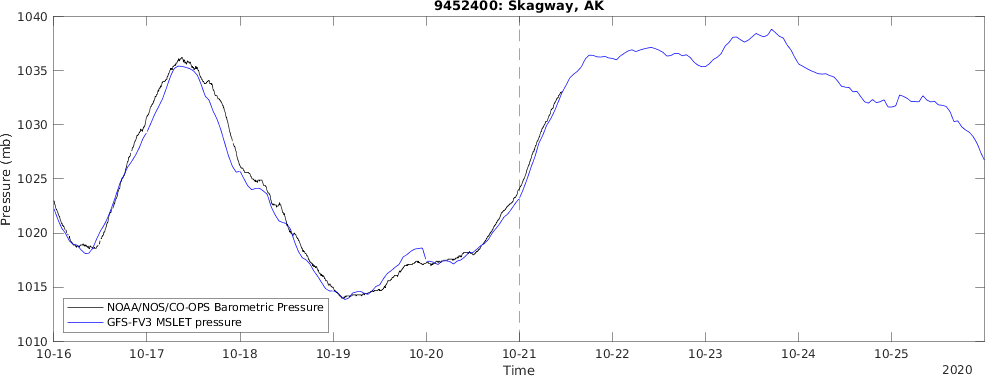 9452400: Skagway, AK
Pressure (mb)
1040
1035
1030
1025
1020
1015
1010
NOAA/NOS/CO-OPS Barometric Pressure
GFS-FV3 MSLET pressure
10-16 10-17 10-18 10-19 10-20 10-21 10-22 10-23 10-24 10-25
Time
2020